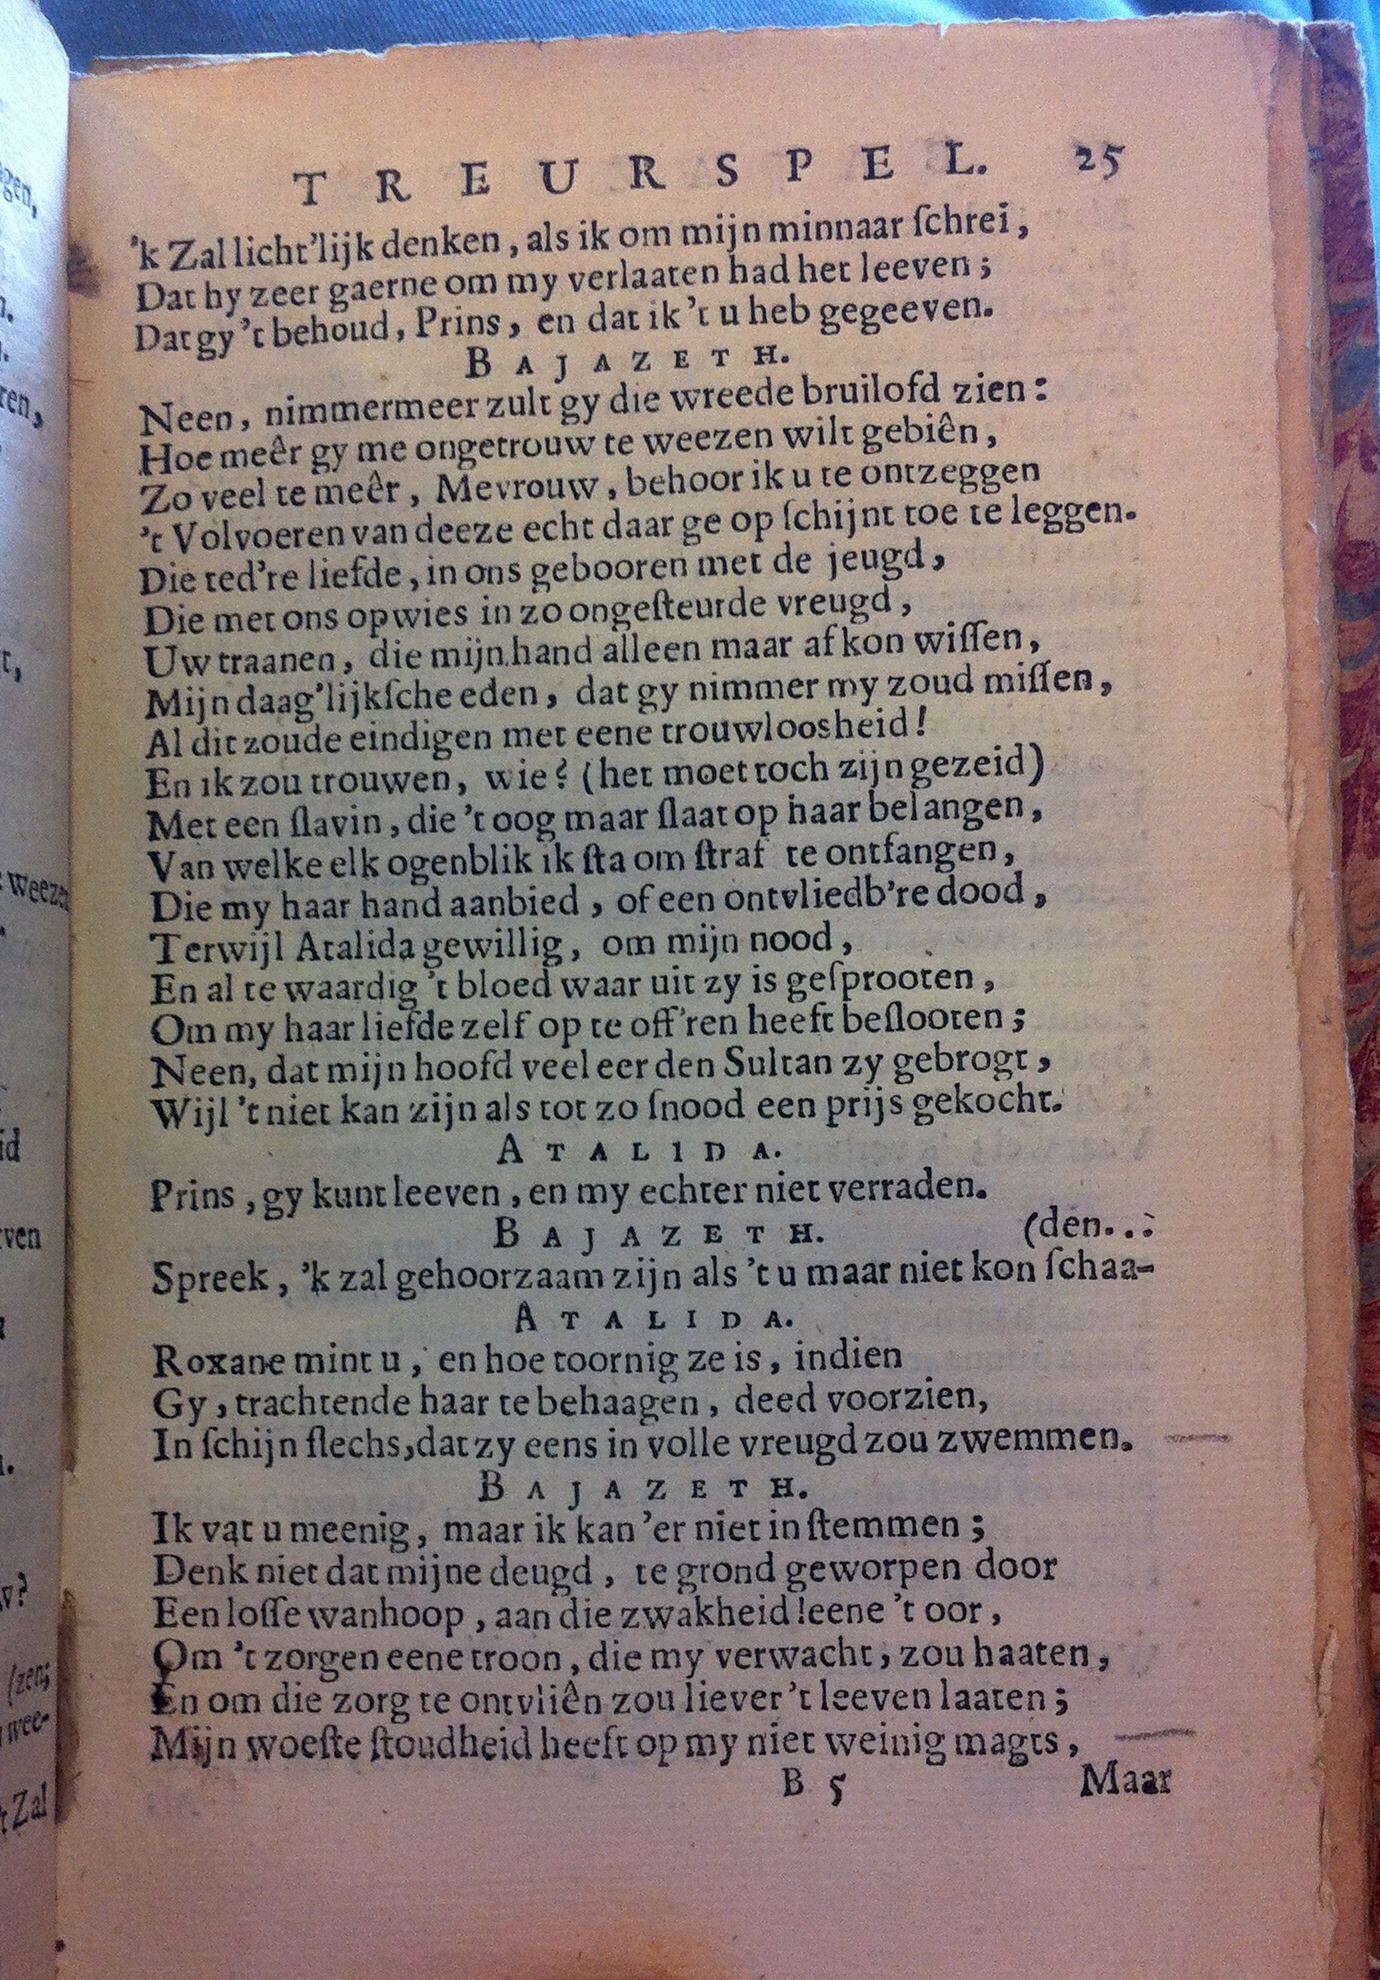 TREURSPEL. 25
'k Zal licht'lijk denken, als ik om mijn minnaar ſchrei,
Dat hy zeer gaerne om my verlaaten had het leeven;
Dat gy 't behoud, Prins, en dat ik 't u heb gegeeven.
BAJAZETH.
Neen, nimmermeer zult gy die wreede bruilofd zien:
Hoe meêr gy me ongetrouw te weezen wilt gebiên,
Zo veel te meêr, Mevrouw, behoor ik u te ontzeggen
't Volvoeren van deeze echt daar ge op ſchijnt toe te leggen.
Die ted're liefde, in ons gebooren met de jeugd,
Die met ons opwies in zo ongeſteurde vreugd,
Uw traanen, die mijn hand alleen maar af kon wiſſen,
Mijn daag'lijkſche eden, dat gy nimmer my zoud miſſen,
Al dit zoude eindigen met eene trouwloosheid!
En ik zou trouwen, wie? (het moet toch zijn gezeid)
Met een ſlavin, die 't oog maar ſlaat op haar belangen,
Van welke elk ogenblik ik ſta om ſtraf te ontfangen,
Die my haar hand aanbied, of een ontvliedb're dood,
Terwijl Atalida gewillig, om mijn nood,
En al te waardig 't bloed waar uit zy is geſprooten,
Om my haar liefde zelf op te off'ren heeft beſlooten;
Neen, dat mijn hoofd veel eer den Sultan zy gebrogt,
Wijl 't niet kan zijn als tot zo ſnood een prijs gekocht.
ATALIDA.
Prins, gy kunt leeven, en my echter niet verraden.
BAJAZETH. (den...
Spreek, 'k zal gehoorzaam zijn als 't u maar niet kon ſchaa-
ATALIDA.
Roxane mint u, en hoe toornig ze is, indien
Gy, trachtende haar te behaagen, deed voorzien,
In ſchijn ſlechs, dat zy eens in volle vreugd zou zwemmen.
BAJAZETH.
Ik vat u meenig, maar ik kan 'er niet in ſtemmen;
Denk niet dat mijne deugd, te grond geworpen door
Een loſſe wanhoop, aan die zwakheid leene 't oor,
Om 't zorgen eene troon, die my verwacht, zou haaten,
En om die zorg te ontvliên zou liever 't leeven laaten;
Mijn woeſte ſtoudheid heeft op my niet weinig magts,
B 5 Maar